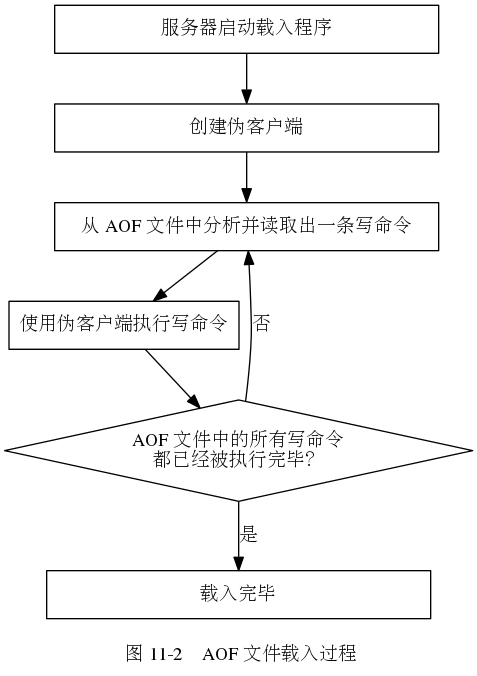 服务器启动载入程序
创建伪客户端
从 AOF 文件中分析并读取出一条写命令
使用伪客户端执行写命令
否
AOF 文件中的所有写命令
都已经被执行完毕？
是
载入完毕
图 11-2 AOF 文件载入过程